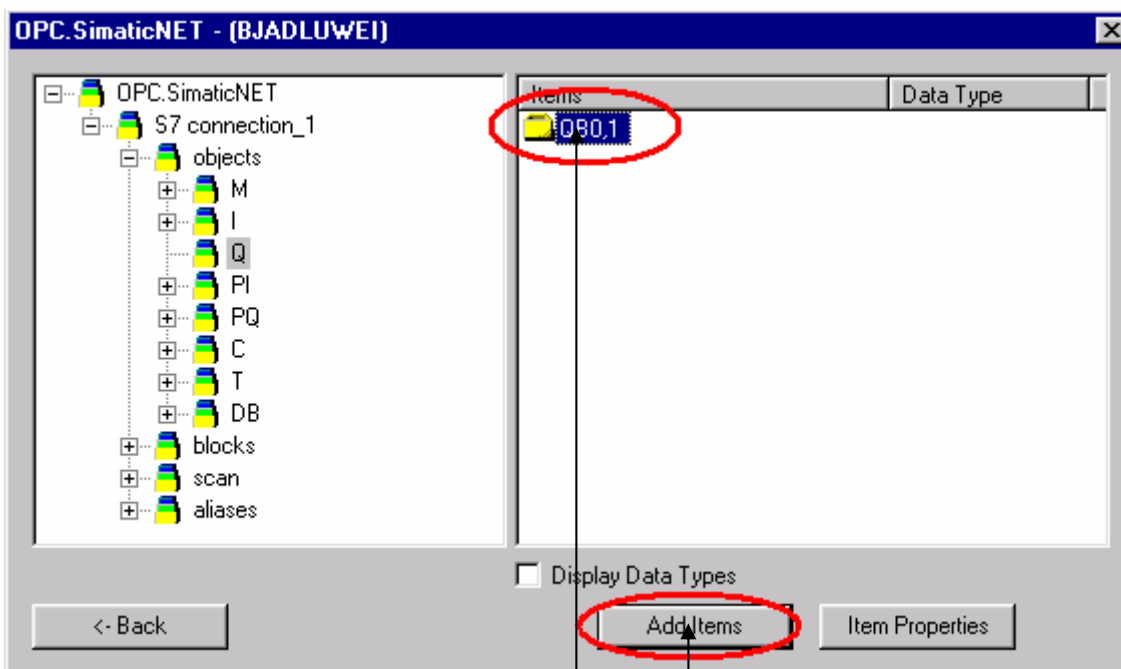 OPC.SimaticNET - (BJADLUWEI)
OPC.SimaticNET
S7 connection_1
objects
M
I
Q
PI
PQ
C
T
DB
blocks
scan
aliases
Items Data Type
QB0,1
Display Data Types
<- Back Add Items Item Properties